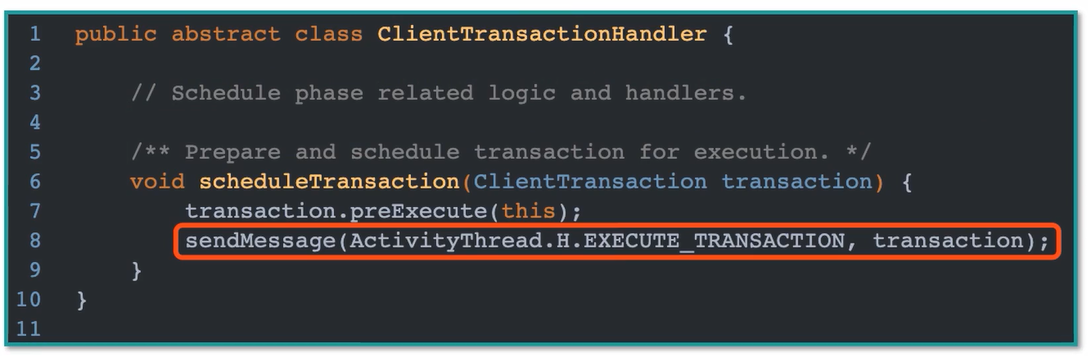 1 public abstract class ClientTransactionHandler {
2
3 // Schedule phase related logic and handlers.
4
5 /** Prepare and schedule transaction for execution. */
6 void scheduleTransaction(ClientTransaction transaction) {
7 transaction.preExecute(this);
8 sendMessage(ActivityThread.H.EXECUTE_TRANSACTION, transaction);
9 }
10 }
11